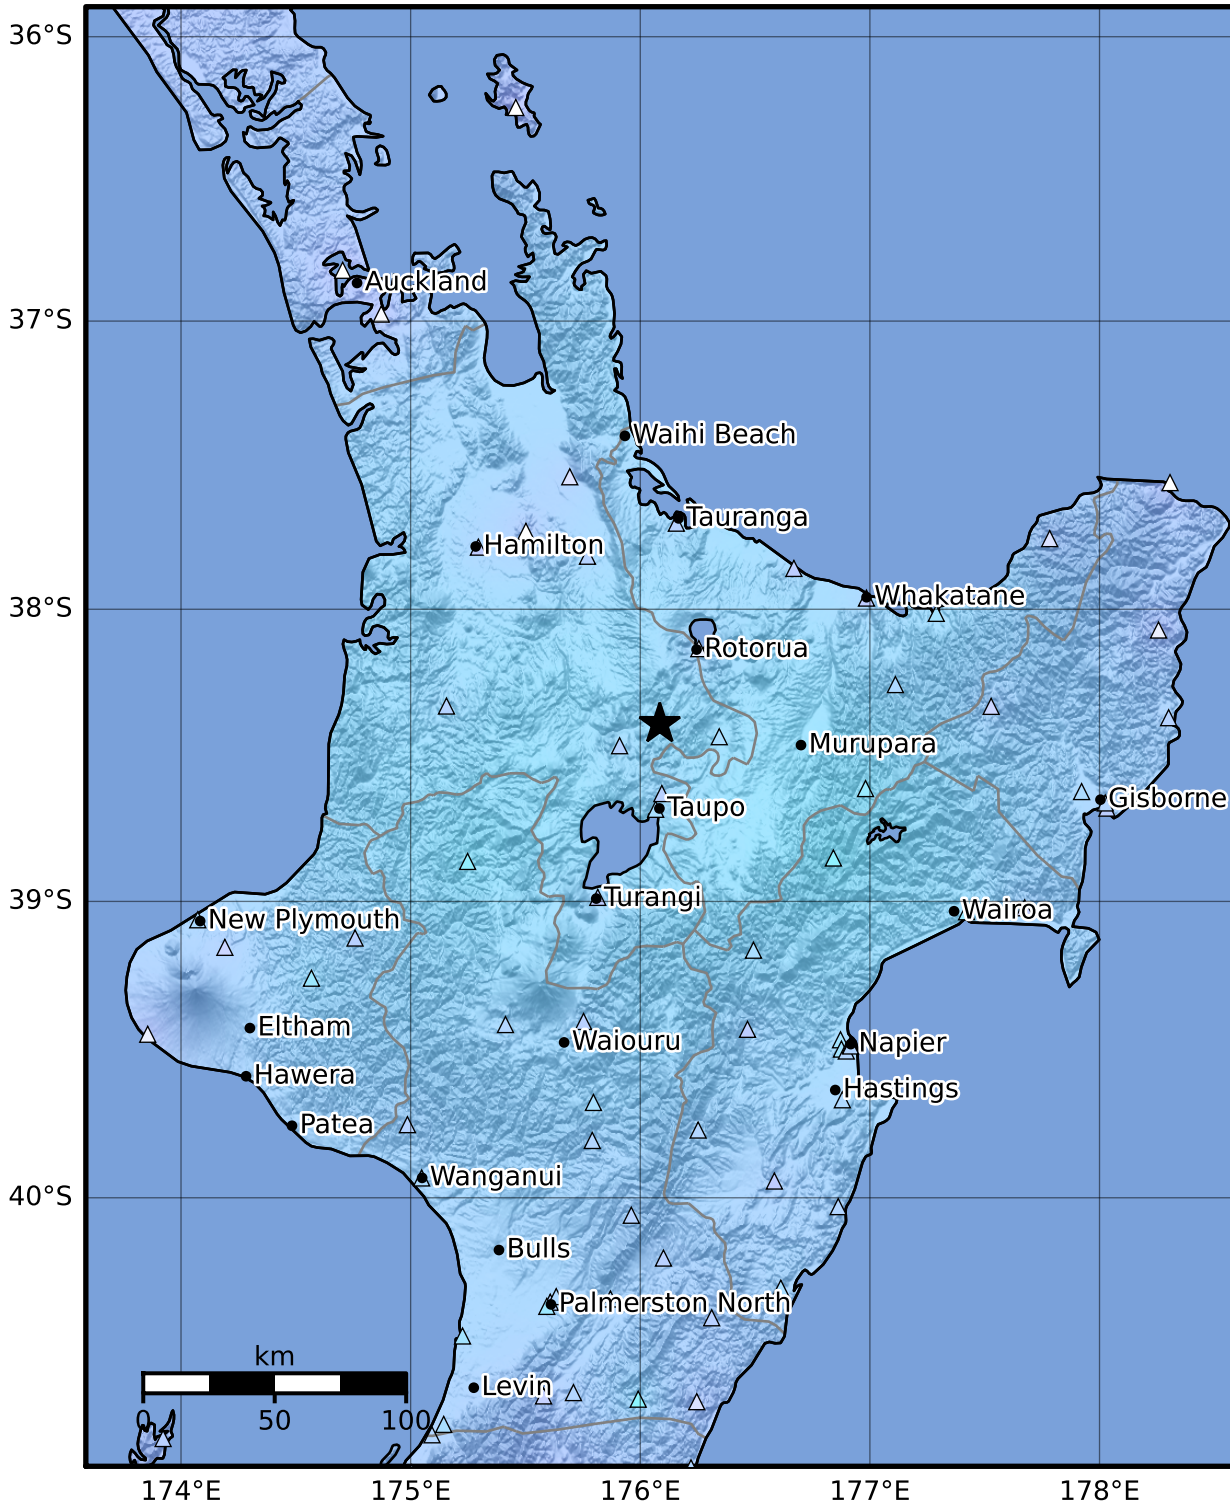 36°S
Auckland
37°S
Waihi Beach
Tauranga
Hamilton
Whakatane
38°S
Rotorua
Murupara
Gisborne
Taupo
Turangi
39°S
Wairoa
New Plymouth
Eltham
Waiouru
Napier
Hawera
Hastings
Patea
Wanganui
40°S
Bulls
Palmerston North
km
Levin
0 50 100
174°E 175°E 176°E 177°E 178°E